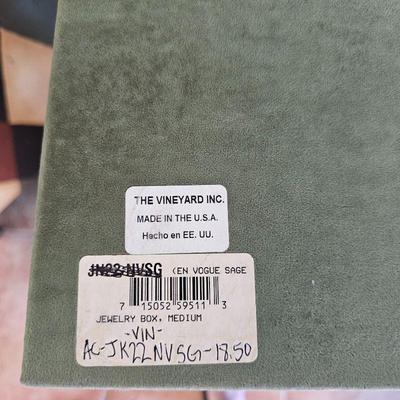 THE VINEYARD INC.
MADE IN THE U.S.A.
Hecho en EE. UU.
JN22-NVSG (EN VOGUE SAGE
7 15052 59511 3
JEWELRY BOX, MEDIUM
-VIN-
AC-JK22NVSG-18.50